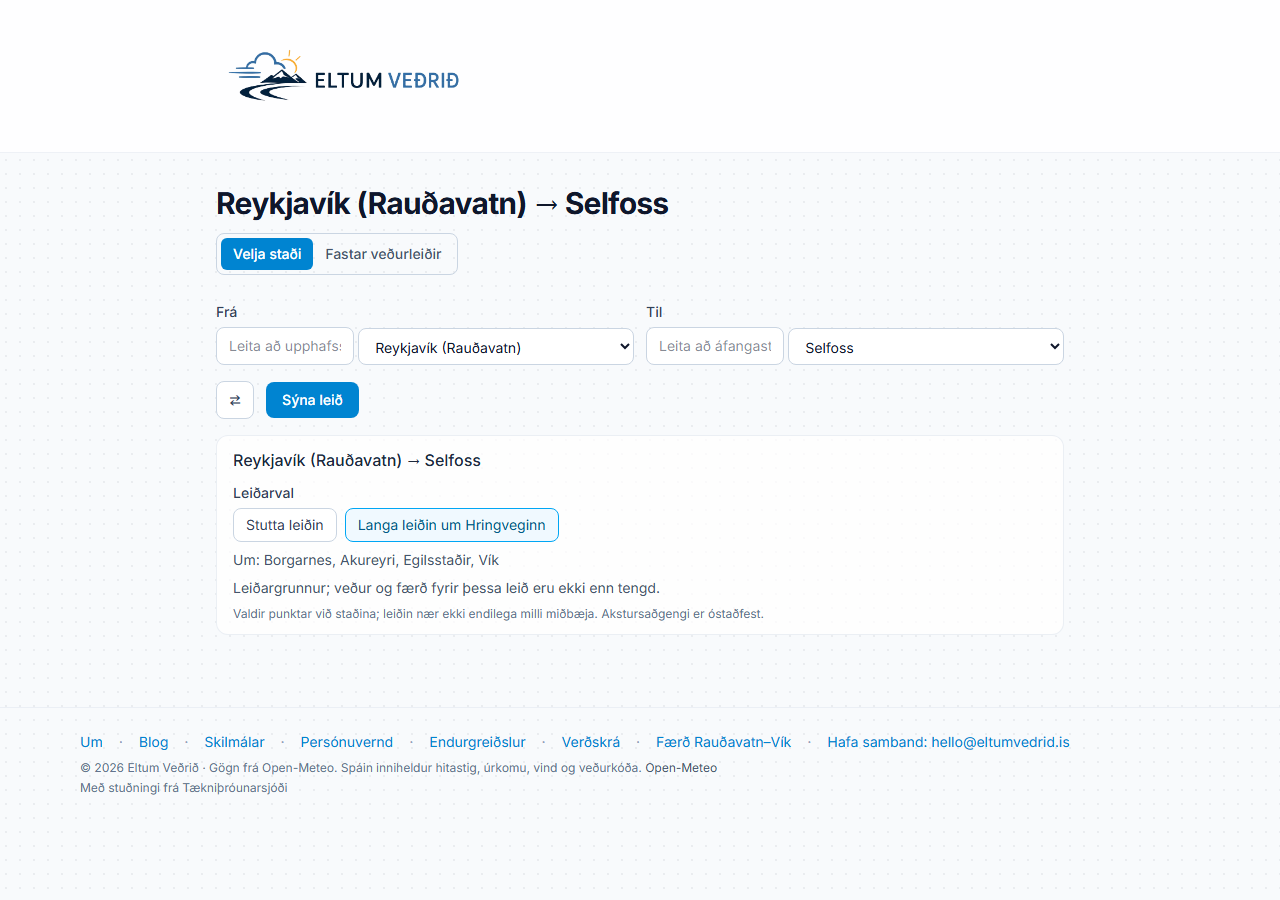 ELTUM VEÐRIÐ
Reykjavík (Rauðavatn) → Selfoss
Velja staði Fastar veðurleiðir
Frá Til
Leita að upphafss Reykjavík (Rauðavatn) Leita að áfangast Selfoss
⇄ Sýna leið
Reykjavík (Rauðavatn) → Selfoss
Leiðarval
Stutta leiðin Langa leiðin um Hringveginn
Um: Borgarnes, Akureyri, Egilsstaðir, Vík
Leiðargrunnur; veður og færð fyrir þessa leið eru ekki enn tengd.
Valdir punktar við staðina; leiðin nær ekki endilega milli miðbæja. Akstursaðgengi er óstaðfest.
Um · Blog · Skilmálar · Persónuvernd · Endurgreiðslur · Verðskrá · Færð Rauðavatn–Vík · Hafa samband: hello@eltumvedrid.is
© 2026 Eltum Veðrið · Gögn frá Open-Meteo. Spáin inniheldur hitastig, úrkomu, vind og veðurkóða. Open-Meteo
Með stuðningi frá Tækniþróunarsjóði